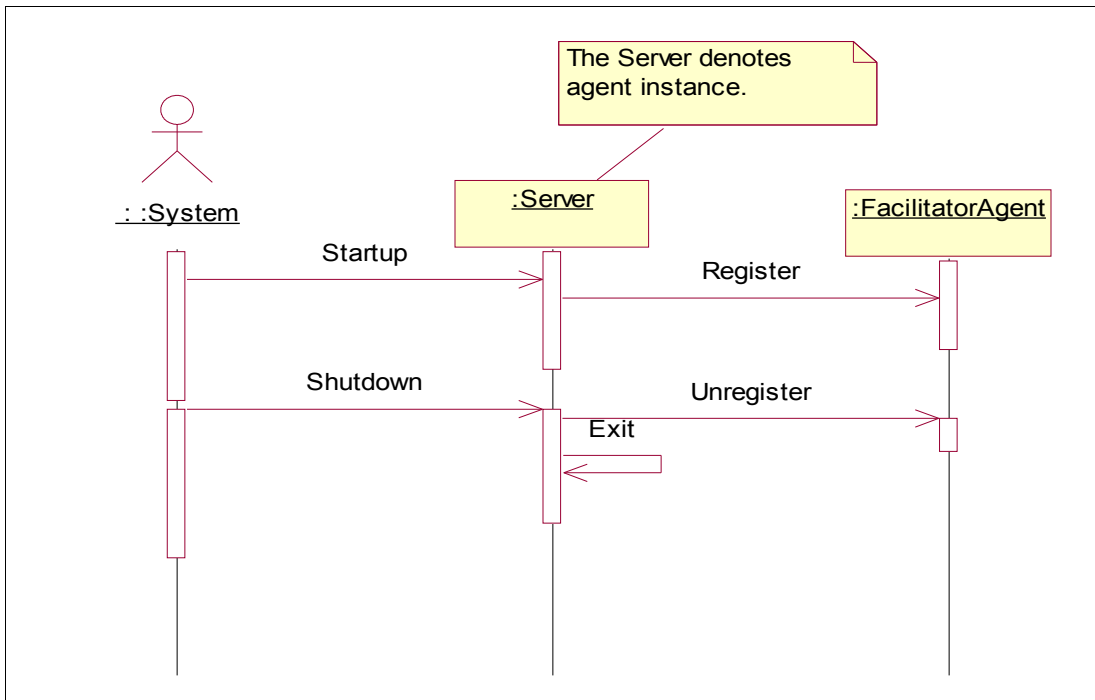 The Server denotes
agent instance.
: :System
:Server
:FacilitatorAgent
Startup
Register
Shutdown
Unregister
Exit